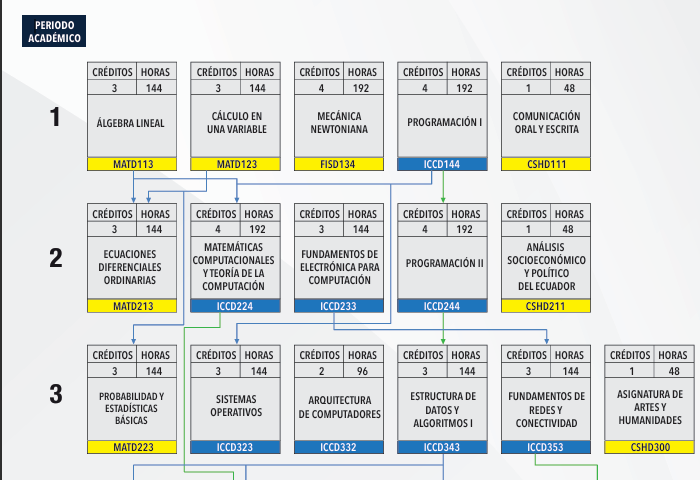 PERIODO
ACADÉMICO
1
CRÉDITOS HORAS
3 144
ÁLGEBRA LINEAL
MATD113
CRÉDITOS HORAS
3 144
CÁLCULO EN
UNA VARIABLE
MATD123
CRÉDITOS HORAS
4 192
MECÁNICA
NEWTONIANA
FISD134
CRÉDITOS HORAS
4 192
PROGRAMACIÓN I
ICCD144
CRÉDITOS HORAS
1 48
COMUNICACIÓN
ORAL Y ESCRITA
CSHD111
2
CRÉDITOS HORAS
3 144
ECUACIONES
DIFERENCIALES
ORDINARIAS
MATD213
CRÉDITOS HORAS
4 192
MATEMÁTICAS
COMPUTACIONALES
Y TEORÍA DE LA
COMPUTACIÓN
ICCD224
CRÉDITOS HORAS
3 144
FUNDAMENTOS DE
ELECTRÓNICA PARA
COMPUTACIÓN
ICCD233
CRÉDITOS HORAS
4 192
PROGRAMACIÓN II
ICCD244
CRÉDITOS HORAS
1 48
ANÁLISIS
SOCIOECONÓMICO
Y POLÍTICO
DEL ECUADOR
CSHD211
3
CRÉDITOS HORAS
3 144
PROBABILIDAD Y
ESTADÍSTICAS
BÁSICAS
MATD223
CRÉDITOS HORAS
3 144
SISTEMAS
OPERATIVOS
ICCD323
CRÉDITOS HORAS
2 96
ARQUITECTURA
DE COMPUTADORES
ICCD332
CRÉDITOS HORAS
3 144
ESTRUCTURA DE
DATOS Y
ALGORITMOS I
ICCD343
CRÉDITOS HORAS
3 144
FUNDAMENTOS DE
REDES Y
CONECTIVIDAD
ICCD353
CRÉDITOS HORAS
1 48
ASIGNATURA DE
ARTES Y
HUMANIDADES
CSHD300